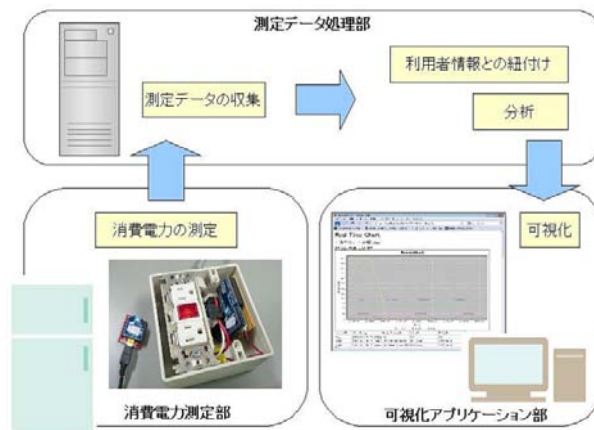 測定データ処理部
利用者情報との紐付け
測定データの収集
分析
消費電力の測定
可視化
Real Time Chart
消費電力測定部
可視化アプリケーション部